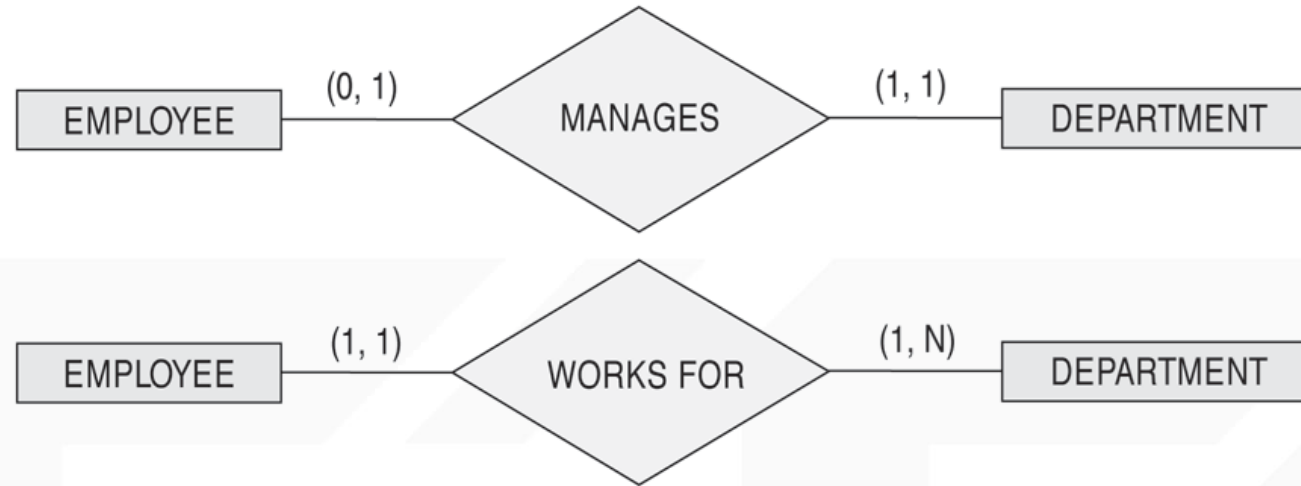 (0, 1)
(1, 1)
EMPLOYEE
MANAGES
DEPARTMENT
(1, 1)
(1, N)
EMPLOYEE
WORKS FOR
DEPARTMENT